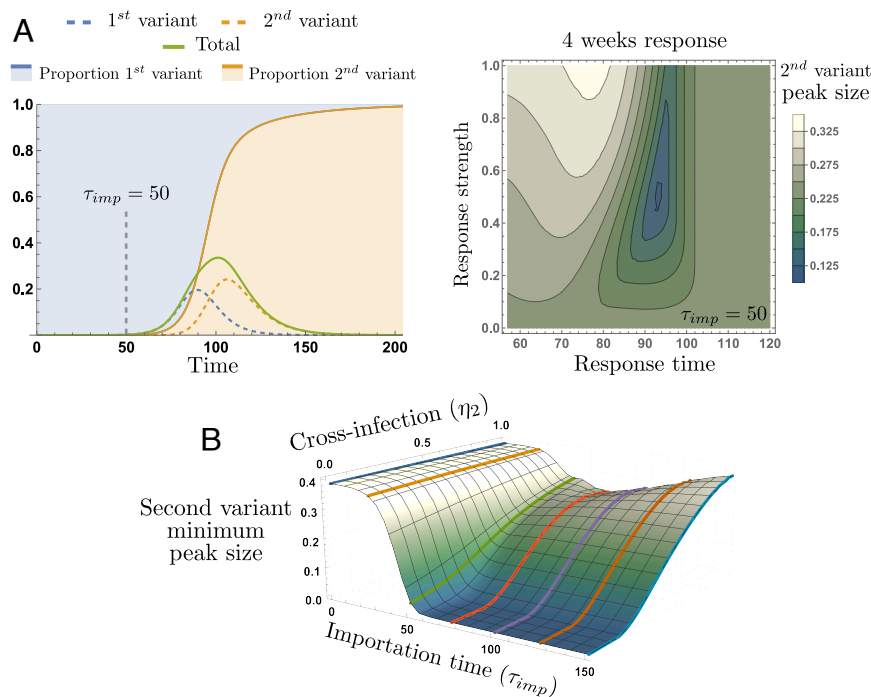 A
1st variant 2nd variant
Total
Proportion 1st variant Proportion 2nd variant
1.0
0.8
0.6
0.4
0.2
τimp = 50
0 50 100 150 200
Time
4 weeks response
Response strength
1.0
0.8
0.6
0.4
0.2
0.0
τimp = 50
60 70 80 90 100 110 120
Response time
2nd variant
peak size
0.325
0.275
0.225
0.175
0.125
B
Cross-infection (η2)
0.0 0.5 1.0
Second variant
minimum
peak size
0.4
0.3
0.2
0.1
0.0
0 50 100 150
Importation time (τimp)